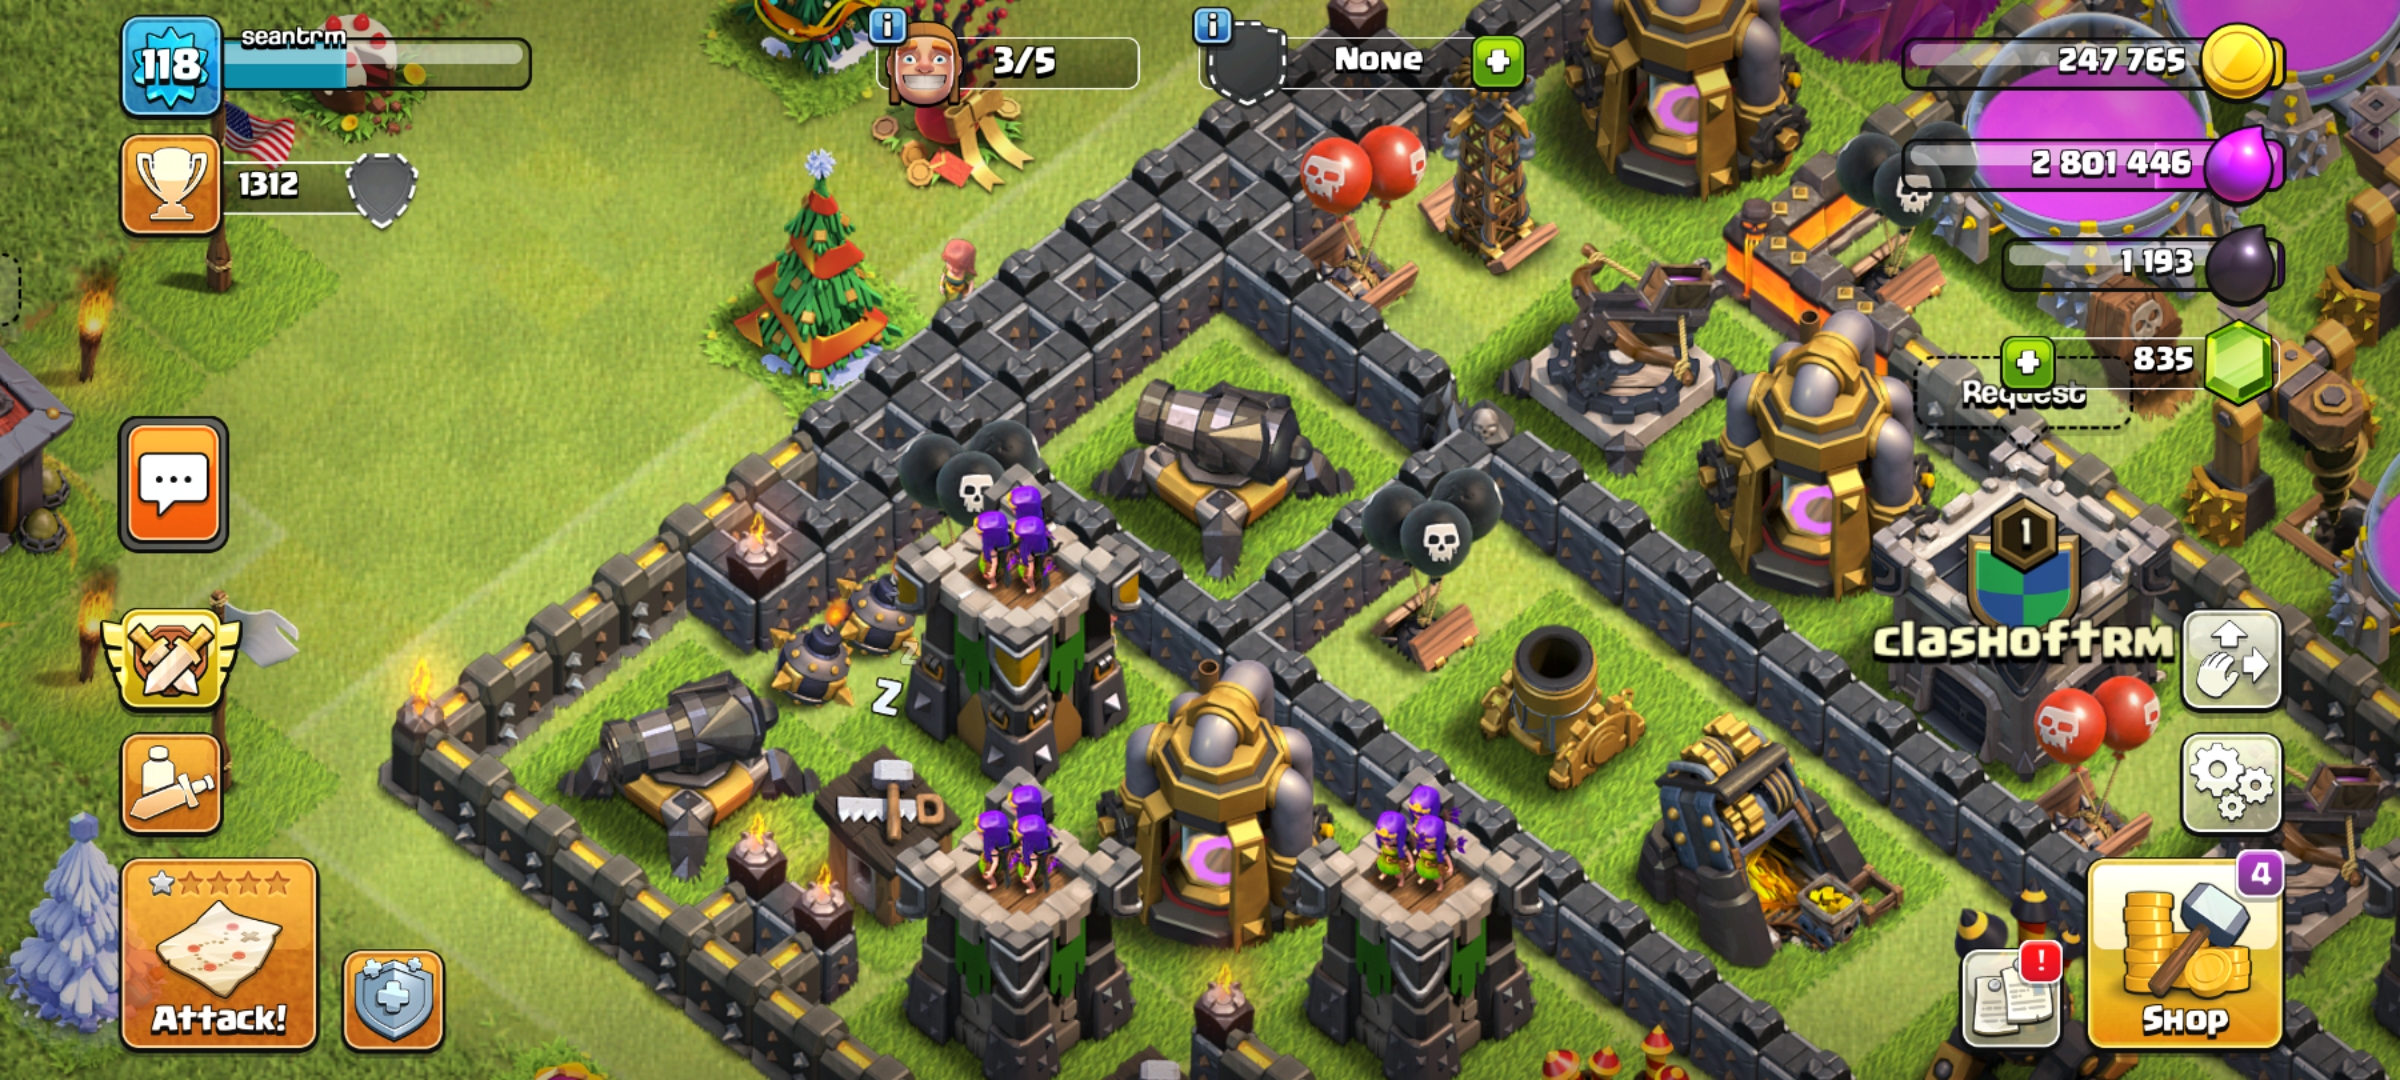 118
seantrm
3/5
None
247 765
1312
2 801 446
1 193
835
Request
1
clashoftrm
z
Z
4
!
Attack!
Shop